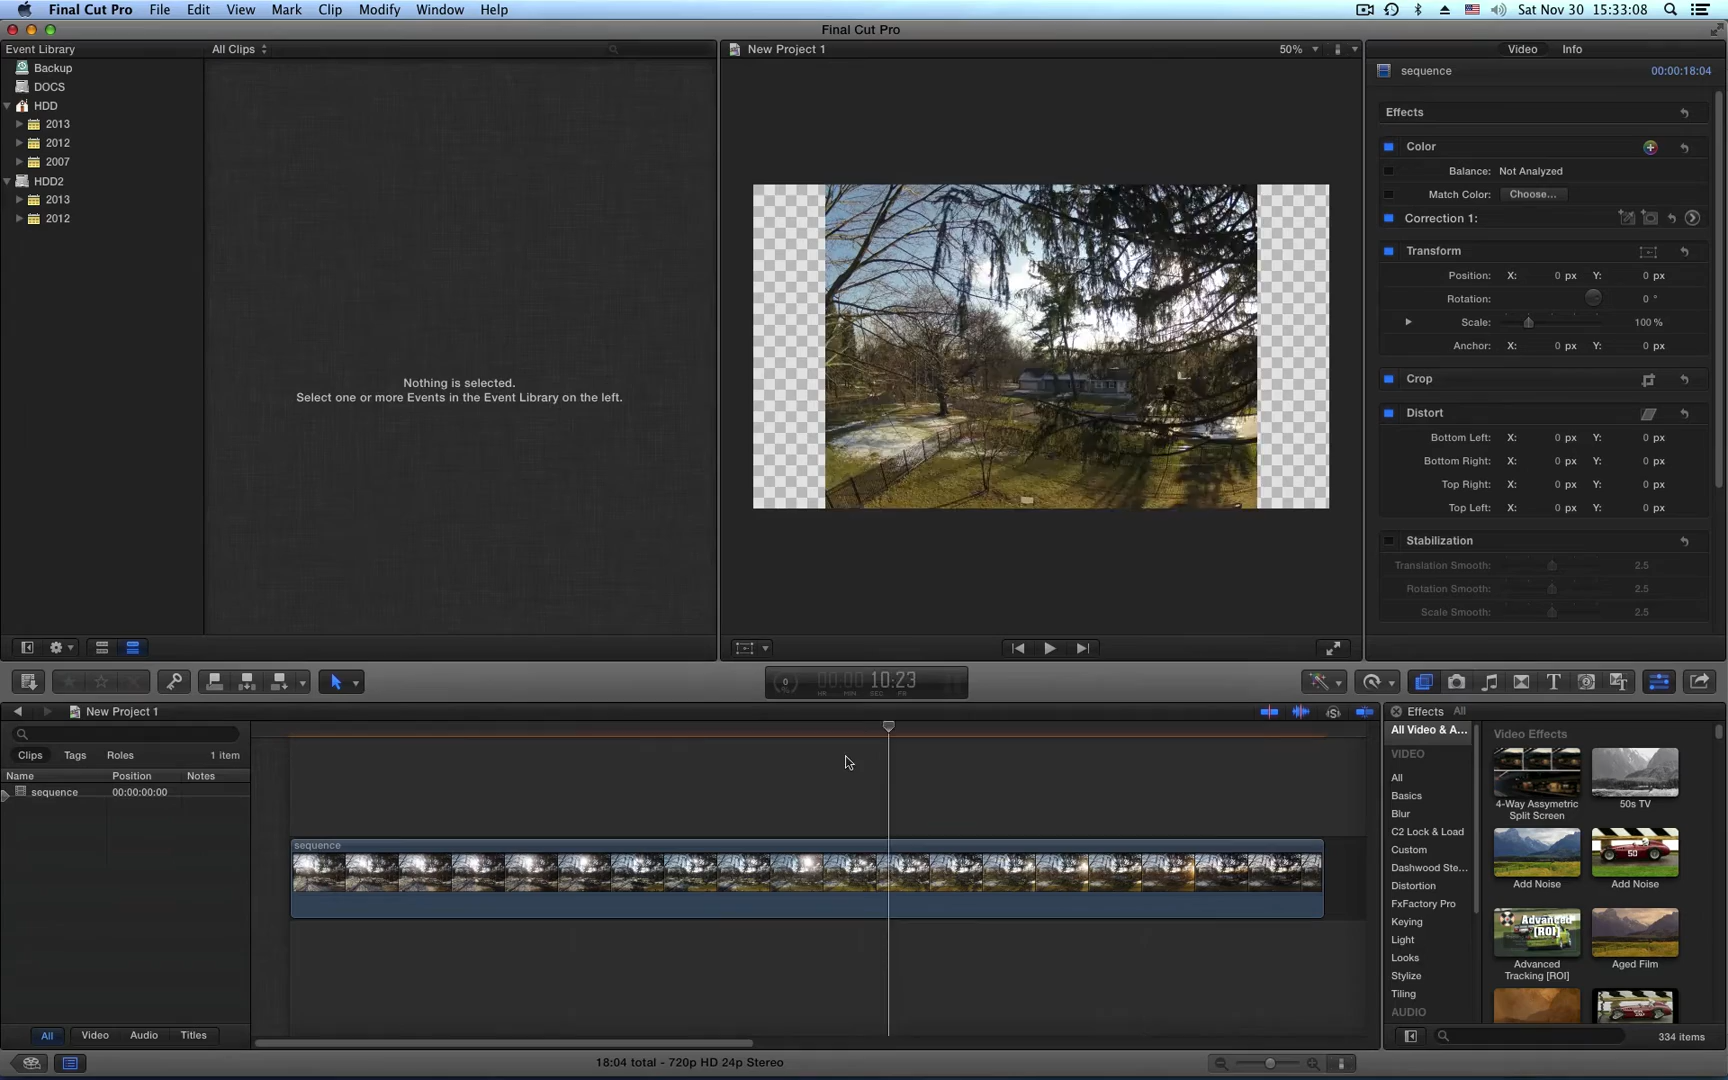 Final Cut Pro File Edit View Mark Clip Modify Window Help Sat Nov 30 15:33:08
Final Cut Pro
Event Library All Clips
Backup
DOCS
HDD
2013
2012
2007
HDD2
2013
2012
Nothing is selected.
Select one or more Events in the Event Library on the left.
New Project 1 50%
Video Info
sequence 00:00:18:04
Effects
Color
Balance: Not Analyzed
Match Color: Choose...
Correction 1:
Transform
Position: X: 0 px Y: 0 px
Rotation: 0 °
Scale: 100 %
Anchor: X: 0 px Y: 0 px
Crop
Distort
Bottom Left: X: 0 px Y: 0 px
Bottom Right: X: 0 px Y: 0 px
Top Right: X: 0 px Y: 0 px
Top Left: X: 0 px Y: 0 px
Stabilization
Translation Smooth: 2.5
Rotation Smooth: 2.5
Scale Smooth: 2.5
0 00:00 10:23
HR MIN SEC FR
New Project 1
Clips Tags Roles 1 item
Name Position Notes
sequence 00:00:00:00
sequence
All Video Audio Titles
Effects All
All Video & A...
VIDEO
All
Basics
Blur
C2 Lock & Load
Custom
Dashwood Ste...
Distortion
FxFactory Pro
Keying
Light
Looks
Stylize
Tiling
AUDIO
Video Effects
4-Way Assymetric
Split Screen
50s TV
50
Add Noise
Add Noise
Advanced
[ROI]
Advanced
Tracking [ROI]
Aged Film
334 items
18:04 total - 720p HD 24p Stereo